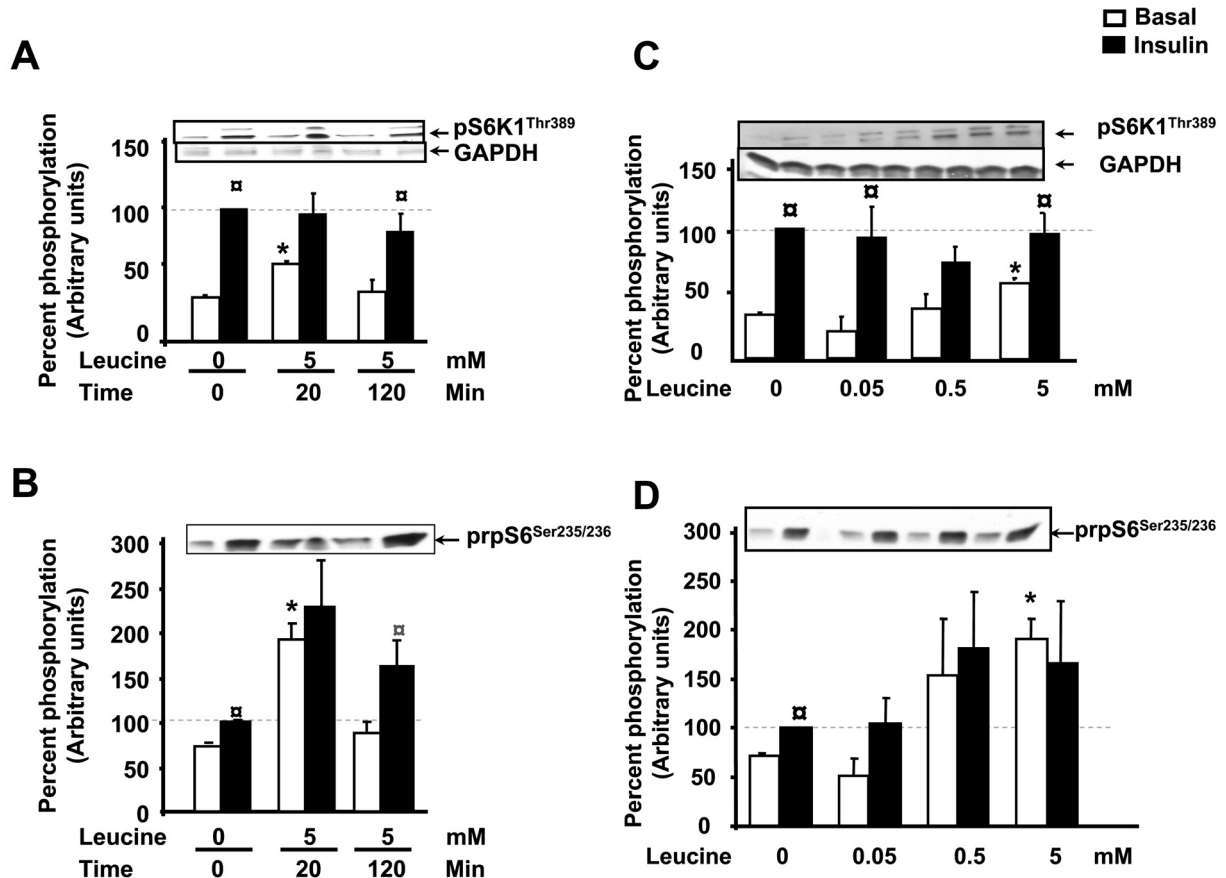 Basal
Insulin
A
pS6K1Thr389
GAPDH
Percent phosphorylation
(Arbitrary units)
150
100
50
0
¤
*
¤
Leucine 0 5 5 mM
Time 0 20 120 Min
C
pS6K1Thr389
GAPDH
Percent phosphorylation
(Arbitrary units)
150
100
50
0
¤
¤
*
¤
Leucine 0 0.05 0.5 5 mM
B
prpS6Ser235/236
Percent phosphorylation
(Arbitrary units)
300
250
200
150
100
50
0
¤
*
¤
Leucine 0 5 5 mM
Time 0 20 120 Min
D
prpS6Ser235/236
Percent phosphorylation
(Arbitrary units)
300
250
200
150
100
50
0
¤
*
Leucine 0 0.05 0.5 5 mM